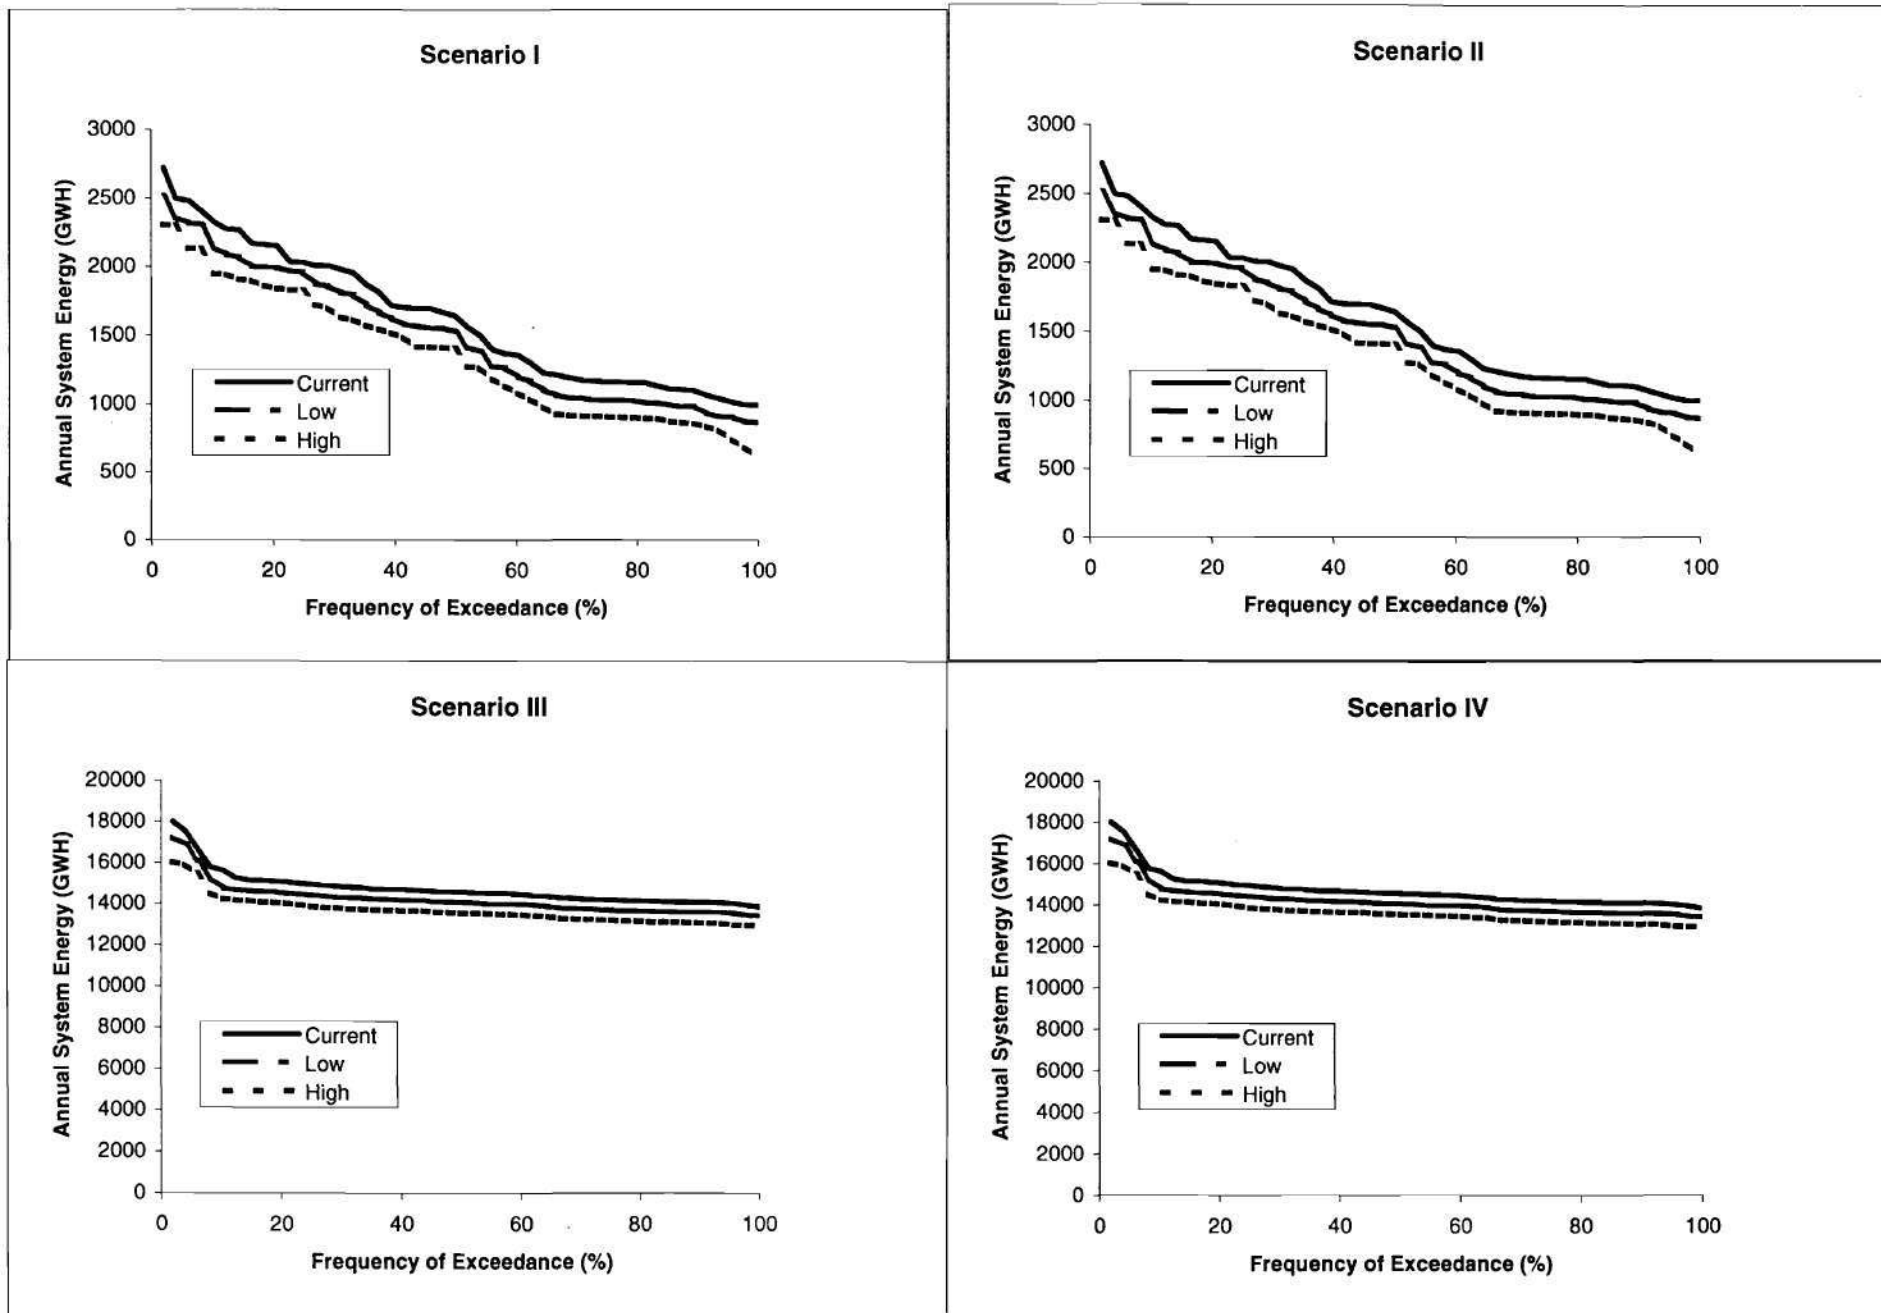 Scenario I
3000
2500
2000
1500
1000
500
0
Annual System Energy (GWH)
Current
Low
High
0 20 40 60 80 100
Frequency of Exceedance (%)
Scenario II
3000
2500
2000
1500
1000
500
0
Annual System Energy (GWH)
Current
Low
High
0 20 40 60 80 100
Frequency of Exceedance (%)
Scenario III
20000
18000
16000
14000
12000
10000
8000
6000
4000
2000
0
Annual System Energy (GWH)
Current
Low
High
0 20 40 60 80 100
Frequency of Exceedance (%)
Scenario IV
20000
18000
16000
14000
12000
10000
8000
6000
4000
2000
0
Annual System Energy (GWH)
Current
Low
High
0 20 40 60 80 100
Frequency of Exceedance (%)